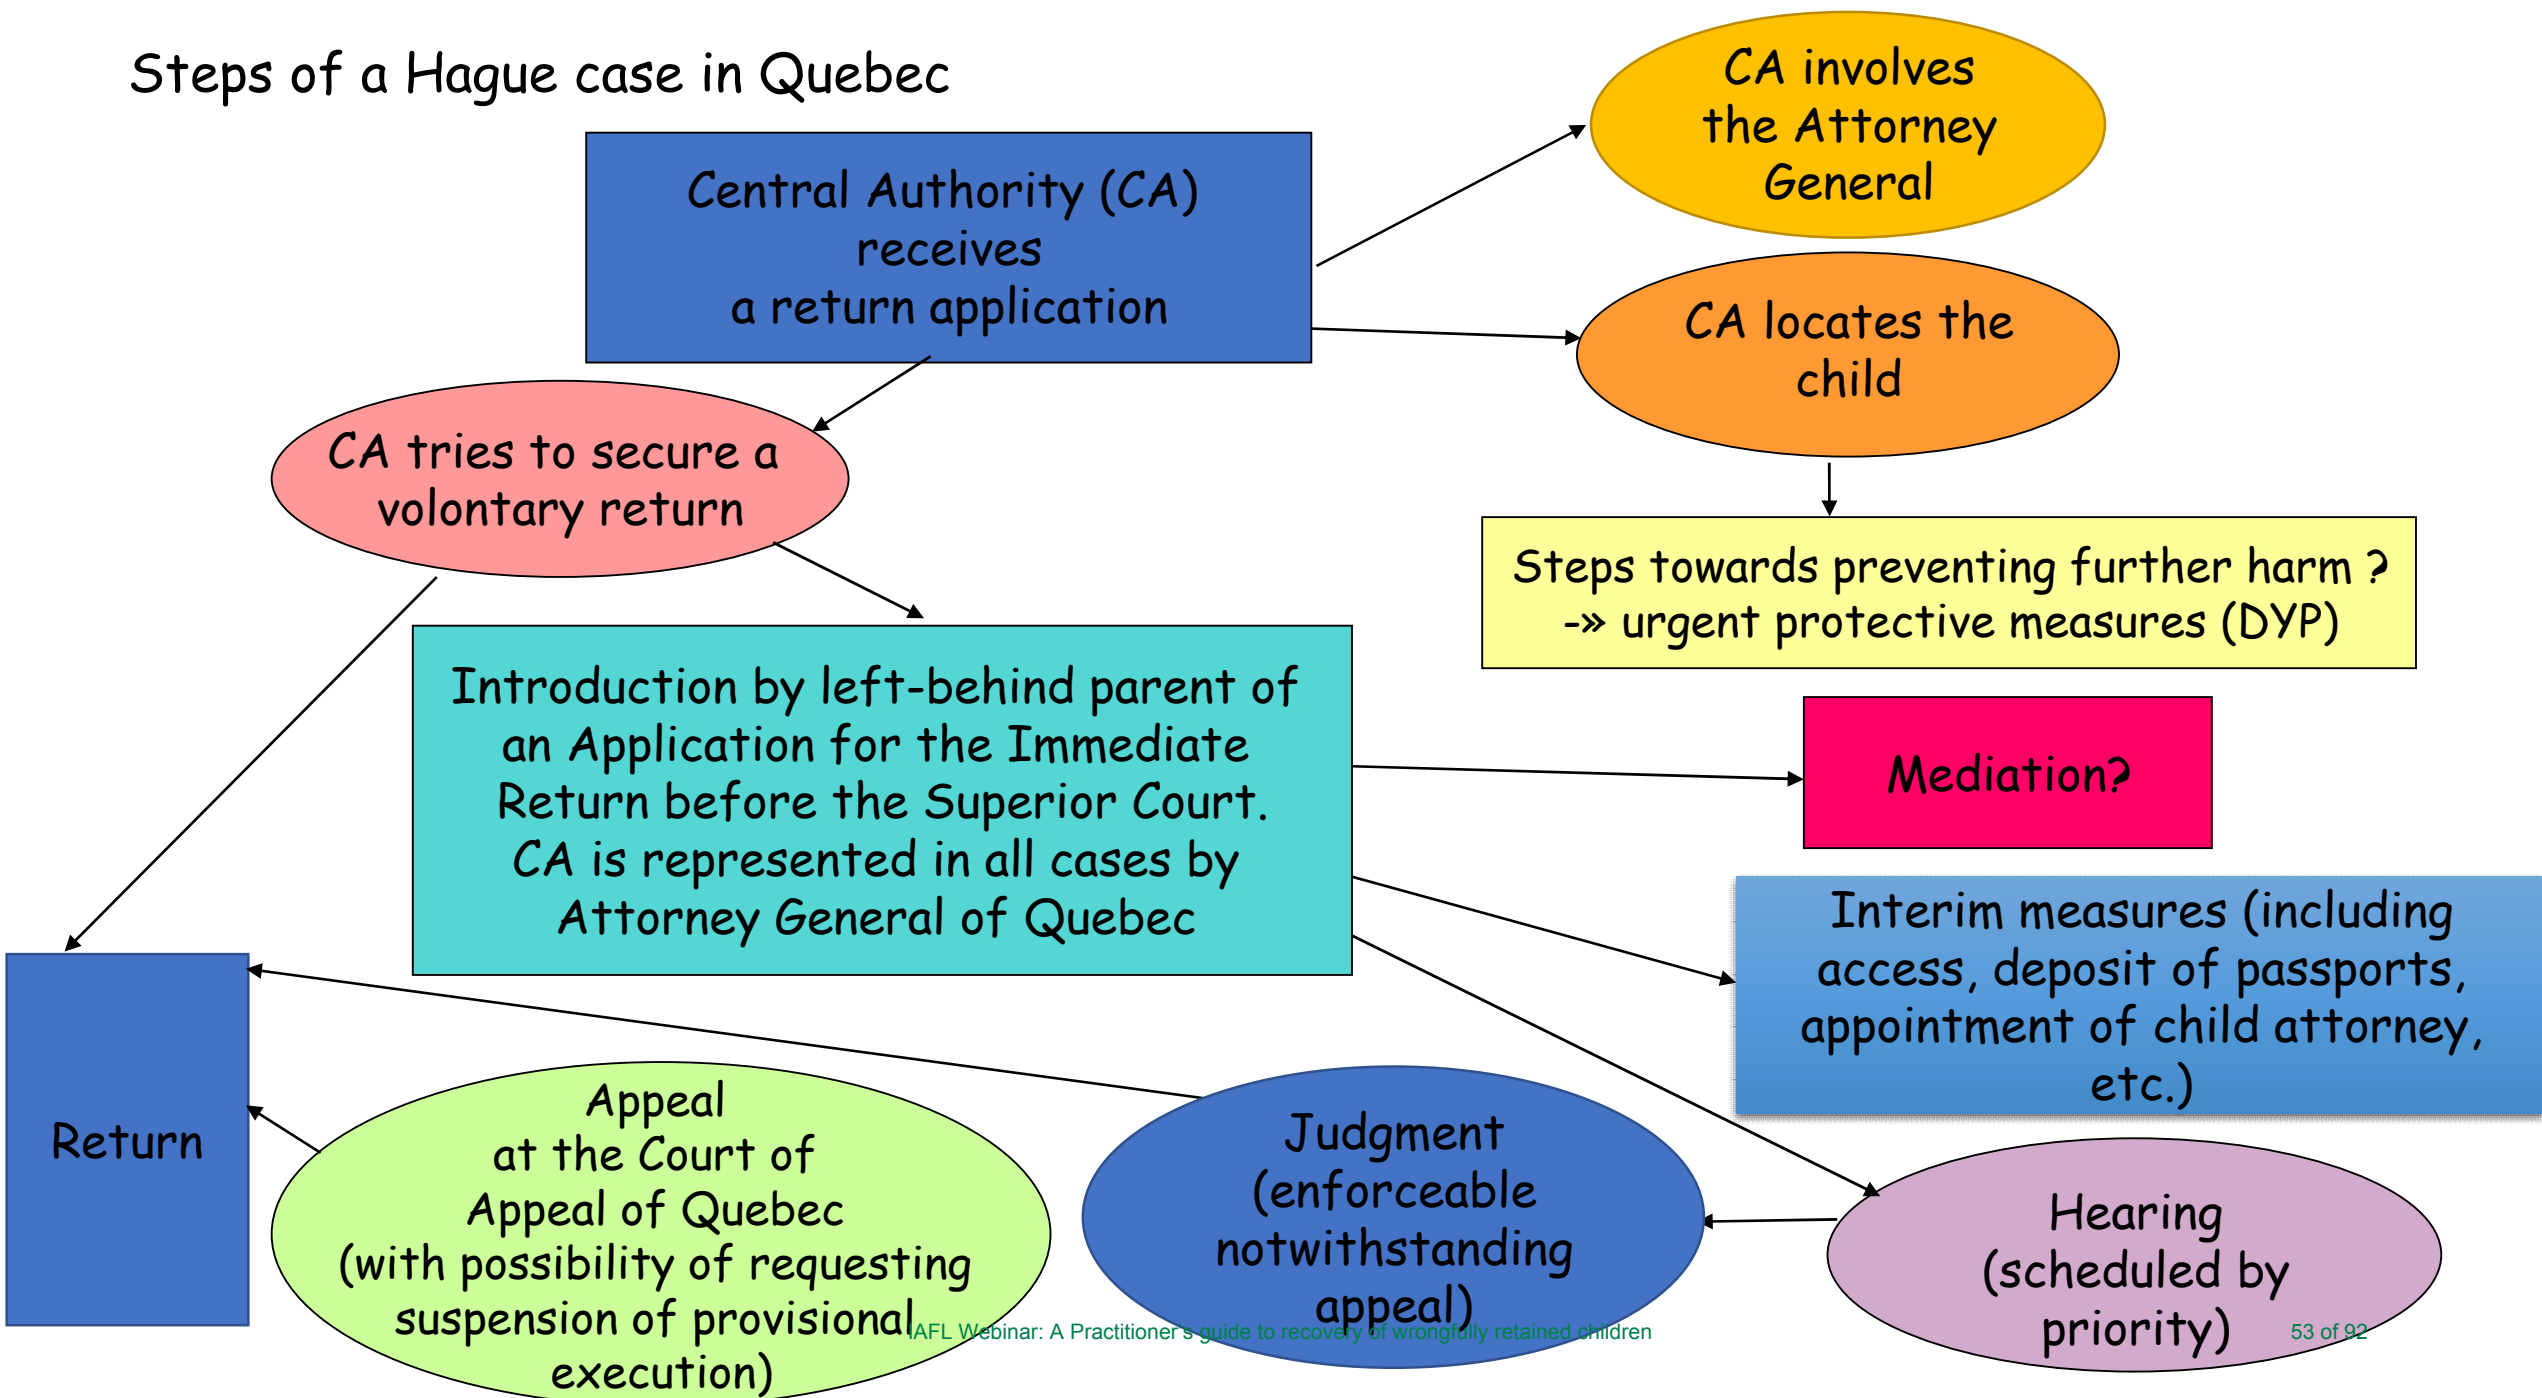 Steps of a Hague case in Quebec
CA involves
the Attorney
General
Central Authority (CA)
receives
a return application
CA locates the
child
CA tries to secure a
volontary return
Steps towards preventing further harm ?
-» urgent protective measures (DYP)
Introduction by left-behind parent of
an Application for the Immediate
Return before the Superior Court.
CA is represented in all cases by
Attorney General of Quebec
Mediation?
Interim measures (including
access, deposit of passports,
appointment of child attorney,
etc.)
Return
Appeal
at the Court of
Appeal of Quebec
(with possibility of requesting
suspension of provisional
execution)
Judgment
(enforceable
notwithstanding
appeal)
Hearing
(scheduled by
priority)
IAFL Webinar: A Practitioner's guide to recovery of wrongfully retained children
53 of 92